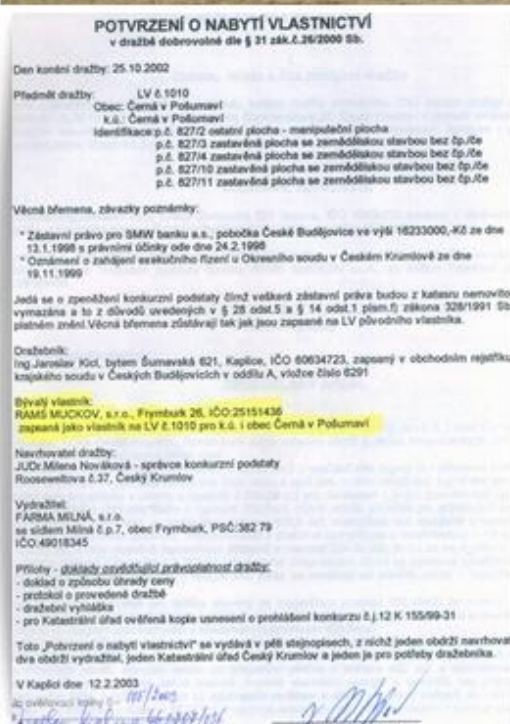 POTVRZENÍ O NABYTÍ VLASTNICTVÍ
v dražbě dobrovolné dle § 31 zák.č.26/2000 Sb.
Den konání dražby: 25.10.2002
Předmět dražby: LV č.1010
Obec: Černá v Pošumaví
k.ú.: Černá v Pošumaví
Identifikace:p.č. 827/2 ostatní plocha - manipulační plocha
p.č. 827/3 zastavěná plocha se zemědělskou stavbou bez čp./če
p.č. 827/4 zastavěná plocha se zemědělskou stavbou bez čp./če
p.č. 827/10 zastavěná plocha se zemědělskou stavbou bez čp./če
p.č. 827/11 zastavěná plocha se zemědělskou stavbou bez čp./če
Věcná břemena, závazky poznámky:
* Zástavní právo pro SMW banku a.s., pobočka České Budějovice ve výši 16233000,-Kč ze dne
13.1.1998 s právními účinky ode dne 24.2.1998
* Oznámení o zahájení exekučního řízení u Okresního soudu v Českém Krumlově ze dne
19.11.1999
Jedá se o zpeněžení konkurzní podstaty čímž veškerá zástavní práva budou z katasru nemovito
vymazána a to z důvodů uvedených v § 28 odst.5 a § 14 odst.1 písm.f) zákona 328/1991 Sb
platném znění.Věcná břemena zůstávají tak jak jsou zapsané na LV původního vlastníka.
Dražebník:
Ing.Jaroslav Kicl, bytem Šumavská 621, Kaplice, IČO 60634723, zapsaný v obchodním rejstříku
krajského soudu v Českých Budějovicích v oddílu A, vložce číslo 6291
Bývalý vlastník:
RAMS MUCKOV, s.r.o., Frymburk 26, IČO:25151436
zapsaná jako vlastník na LV č.1010 pro k.ú. i obec Černá v Pošumaví
Navrhovatel dražby:
JUDr.Milena Nováková - správce konkurzní podstaty
Rooseweltova č.37, Český Krumlov
Vydražitel:
FARMA MILNÁ, s.r.o.
se sídlem Milná č.p.7, obec Frymburk, PSČ:382 79
IČO:49018345
Přílohy - doklady osvědčující právoplatnost dražby:
- doklad o způsobu úhrady ceny
- protokol o provedené dražbě
- dražební vyhláška
- pro Katastrální úřad ověřená kopie usnesení o prohlášení konkurzu č.j.12 K 155/99-31
Toto „Potvrzení o nabytí vlastnictví" se vydává v pěti stejnopisech, z nichž jeden obdrží navrhovat
dva obdrží vydražitel, jeden Katastrální úřad Český Krumlov a jeden je pro potřeby dražebníka.
V Kaplici dne 12.2.2003
ověřovací knihy